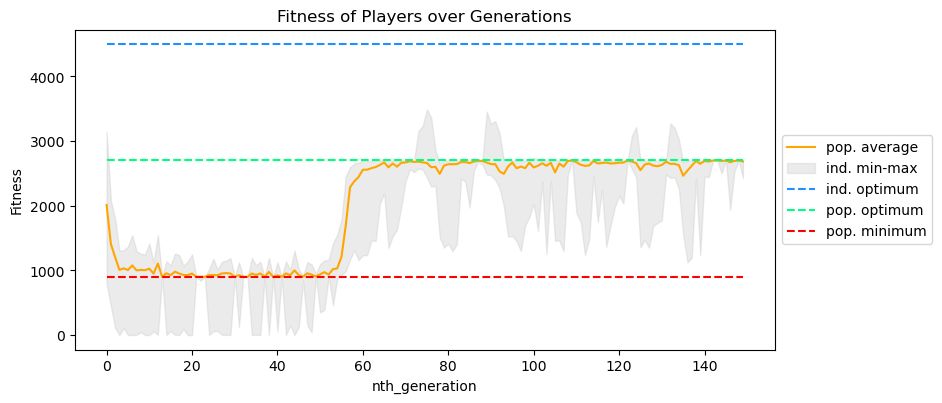 Fitness of Players over Generations
Fitness
4000
3000
2000
1000
0
0 20 40 60 80 100 120 140
nth_generation
pop. average
ind. min-max
ind. optimum
pop. optimum
pop. minimum